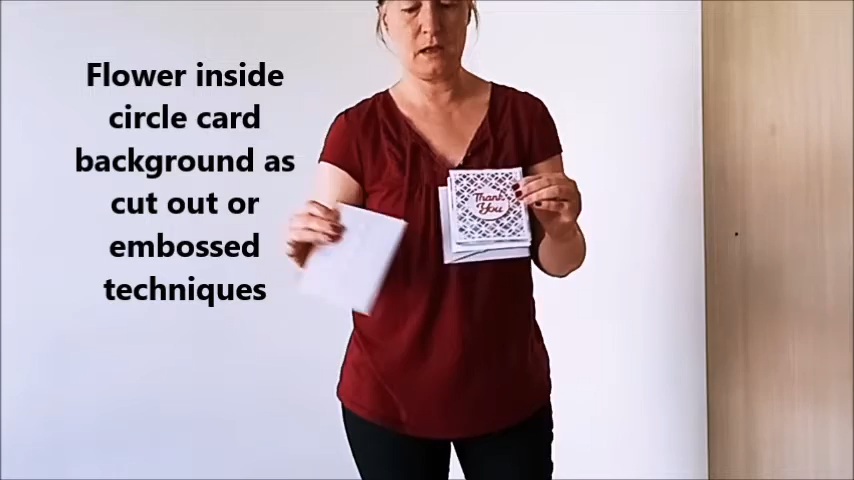 Flower inside
circle card
background as
cut out or
embossed
techniques
Thank
You